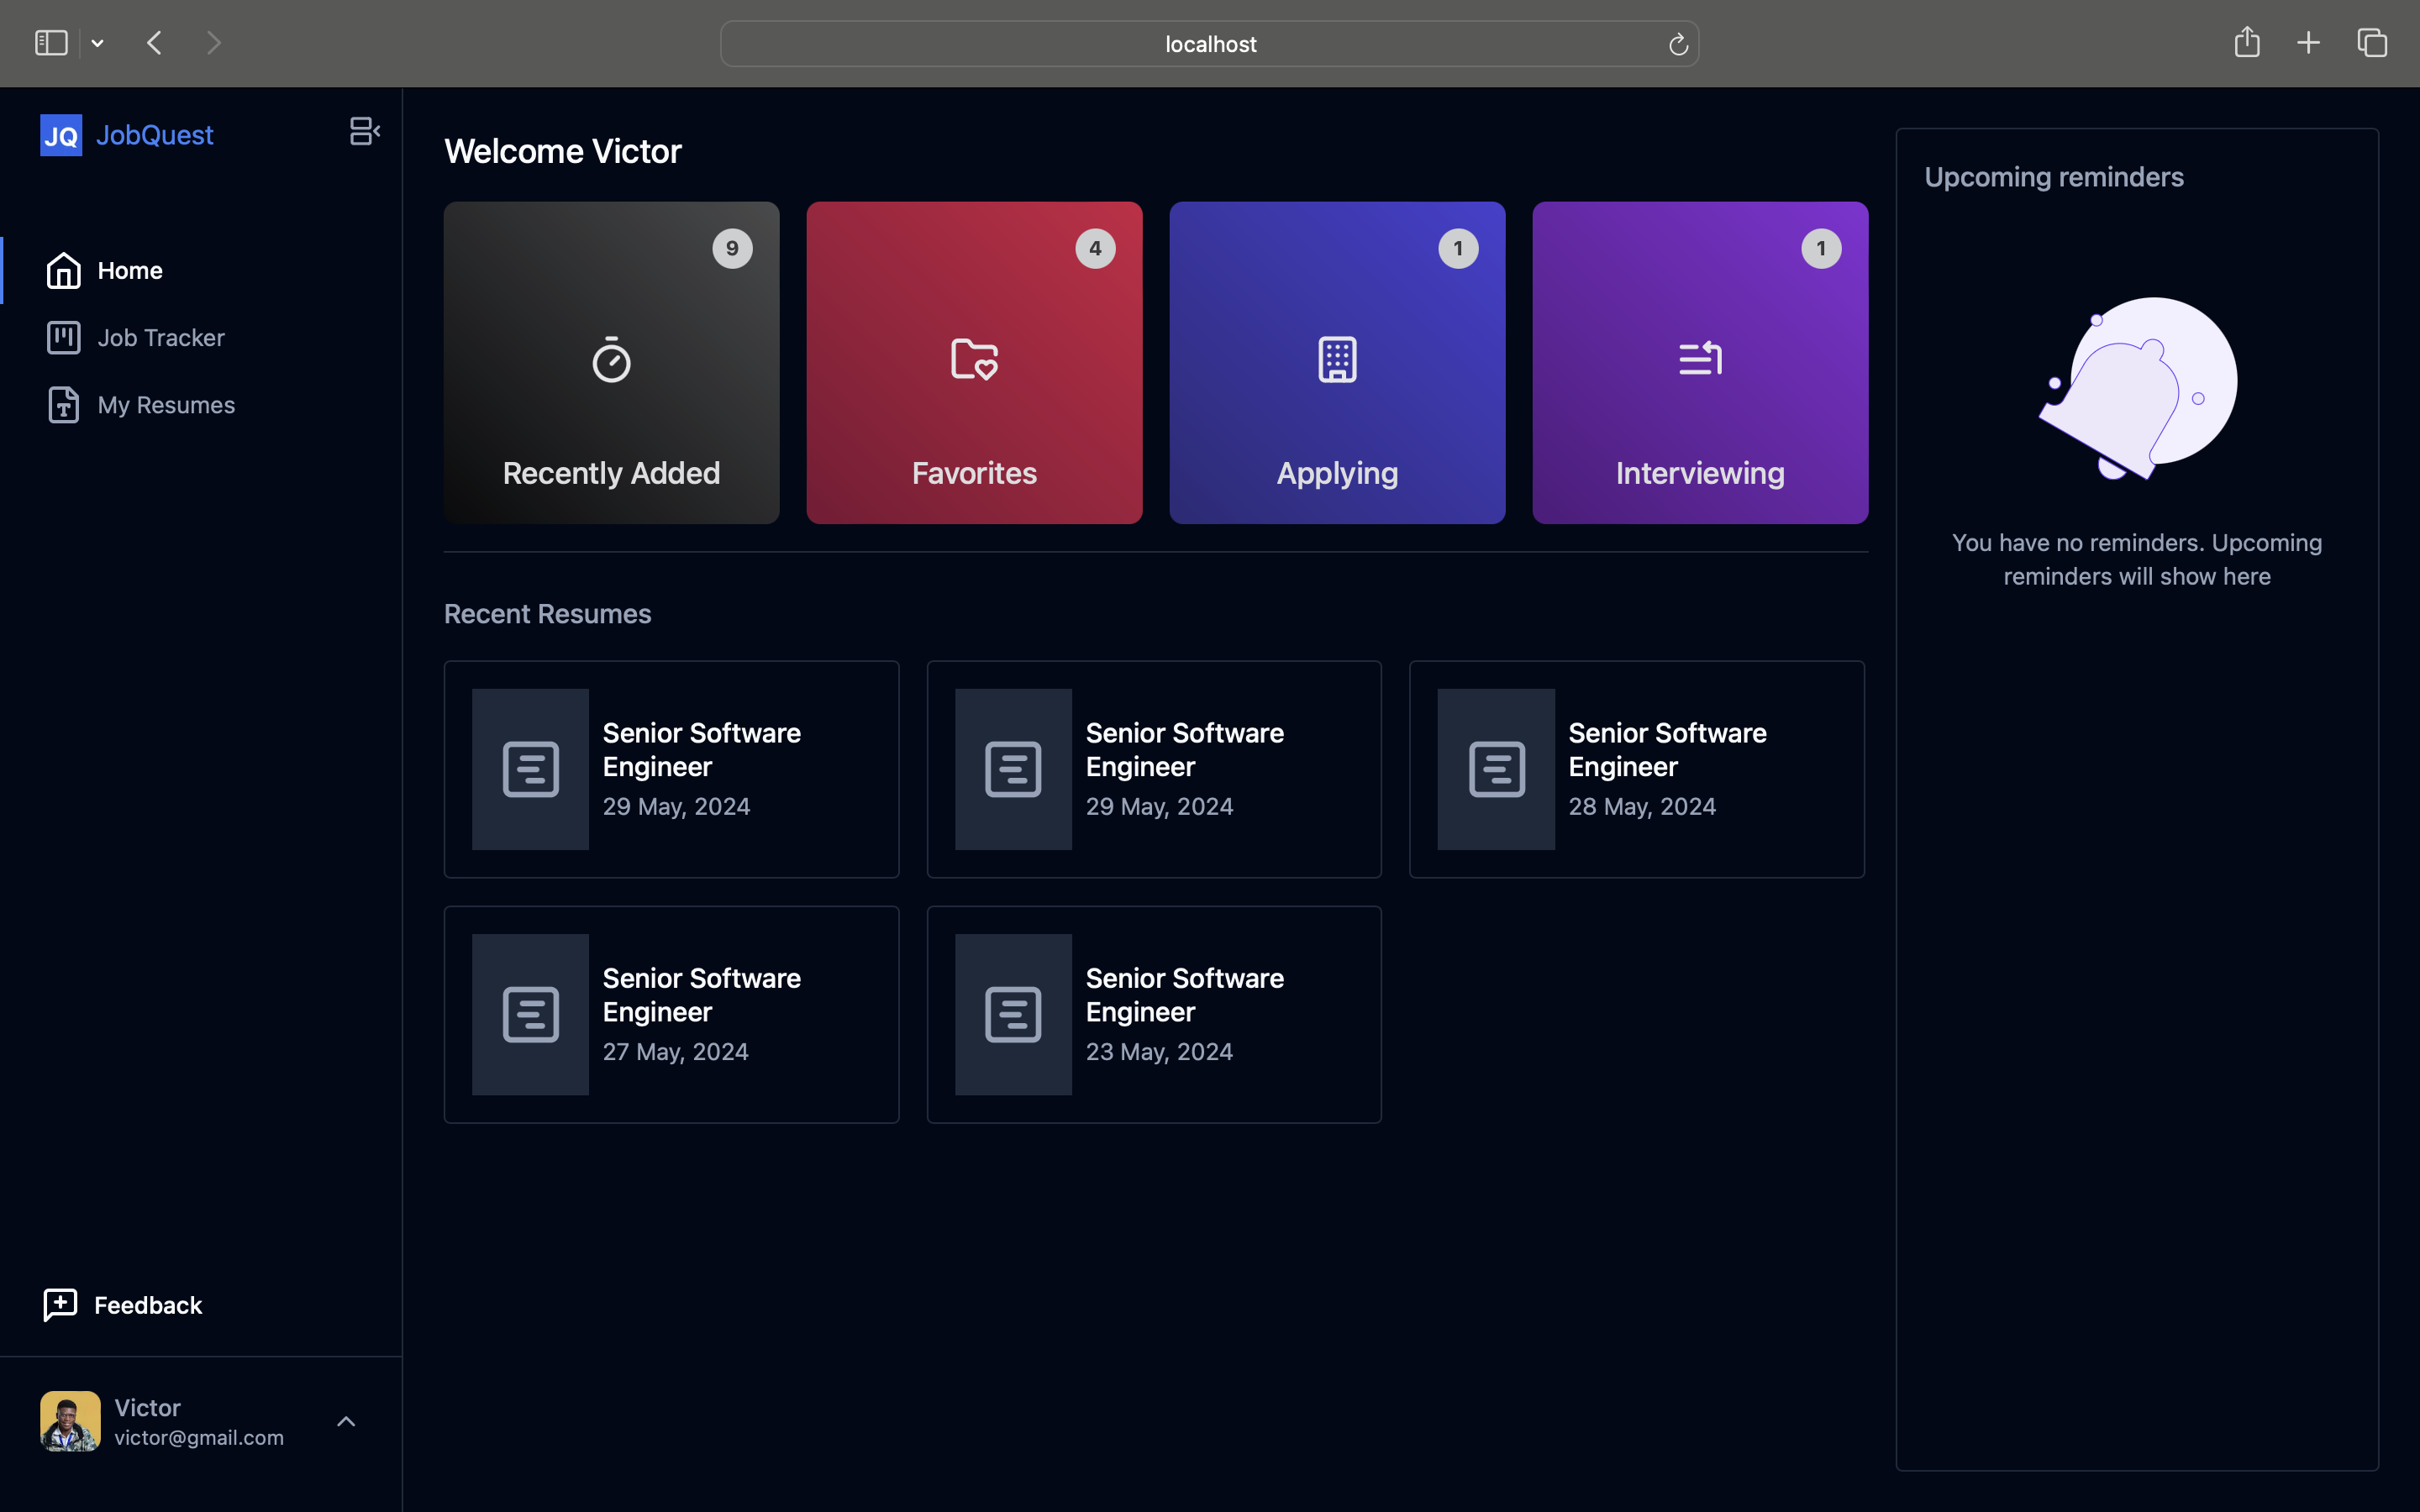 localhost
JQ JobQuest
Home
Job Tracker
My Resumes
Feedback
Victor
victor@gmail.com
Welcome Victor
9
Recently Added
4
Favorites
1
Applying
1
Interviewing
Recent Resumes
Senior Software
Engineer
29 May, 2024
Senior Software
Engineer
29 May, 2024
Senior Software
Engineer
28 May, 2024
Senior Software
Engineer
27 May, 2024
Senior Software
Engineer
23 May, 2024
Upcoming reminders
You have no reminders. Upcoming
reminders will show here